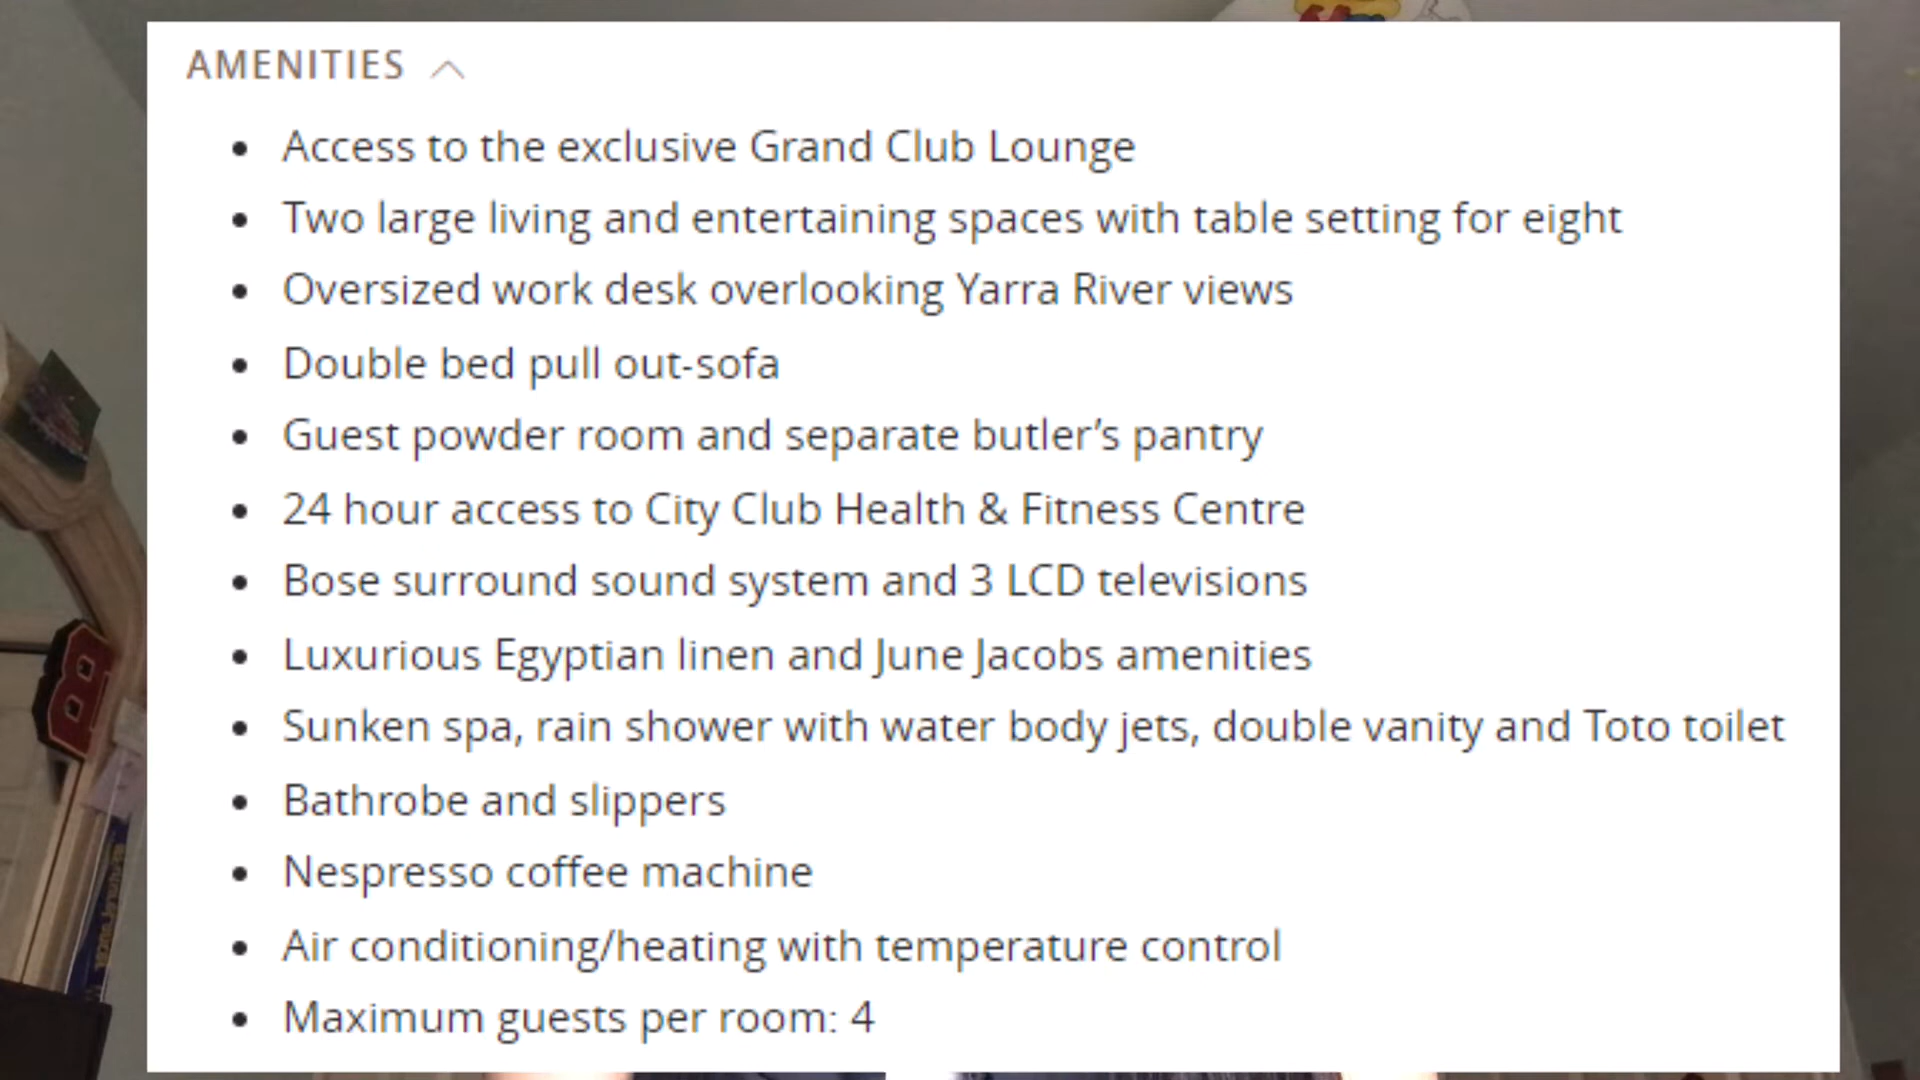 AMENITIES
Access to the exclusive Grand Club Lounge
Two large living and entertaining spaces with table setting for eight
Oversized work desk overlooking Yarra River views
Double bed pull out-sofa
Guest powder room and separate butler’s pantry
24 hour access to City Club Health & Fitness Centre
Bose surround sound system and 3 LCD televisions
Luxurious Egyptian linen and June Jacobs amenities
Sunken spa, rain shower with water body jets, double vanity and Toto toilet
Bathrobe and slippers
Nespresso coffee machine
Air conditioning/heating with temperature control
Maximum guests per room: 4
B